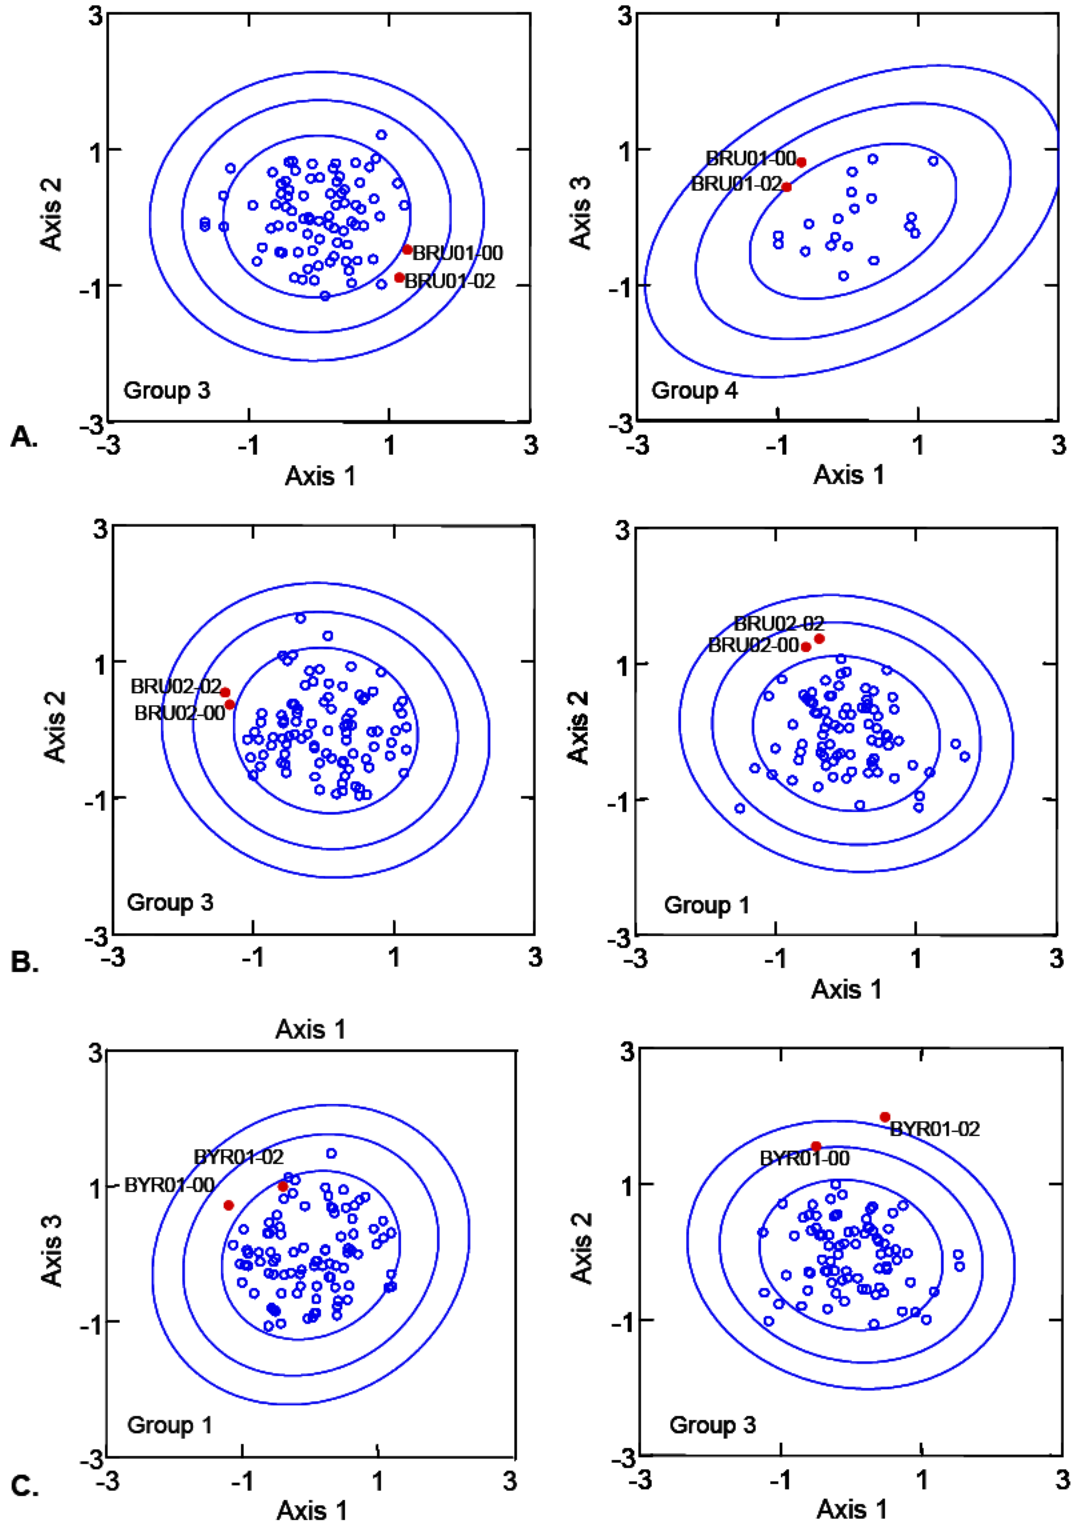 3
1
-1
-3
Axis 2
BRU01-00
BRU01-02
Group 3
-1
1
3
Axis 1
A.
3
1
-1
-3
Axis 3
BRU01-00
BRU01-02
Group 4
-1
1
3
Axis 1
3
1
-1
-3
Axis 2
BRU02-02
BRU02-00
Group 3
-3
-1
1
3
Axis 1
B.
3
1
-1
-3
Axis 2
BRU02-02
BRU02-00
Group 1
-3
-1
1
3
Axis 1
3
1
-1
-3
Axis 3
BYR01-02
BYR01-00
Group 1
-3
-1
1
3
Axis 1
C.
3
1
-1
-3
Axis 2
BYR01-02
BYR01-00
Group 3
-3
-1
1
3
Axis 1